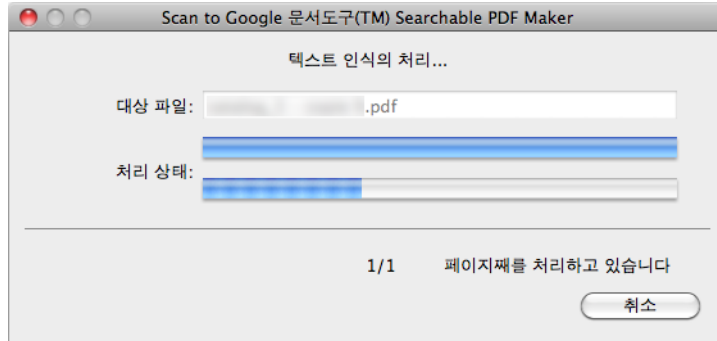 Scan to Google 문서도구(TM) Searchable PDF Maker
텍스트 인식의 처리...
대상 파일: .pdf
처리 상태:
1/1 페이지째를 처리하고 있습니다
취소